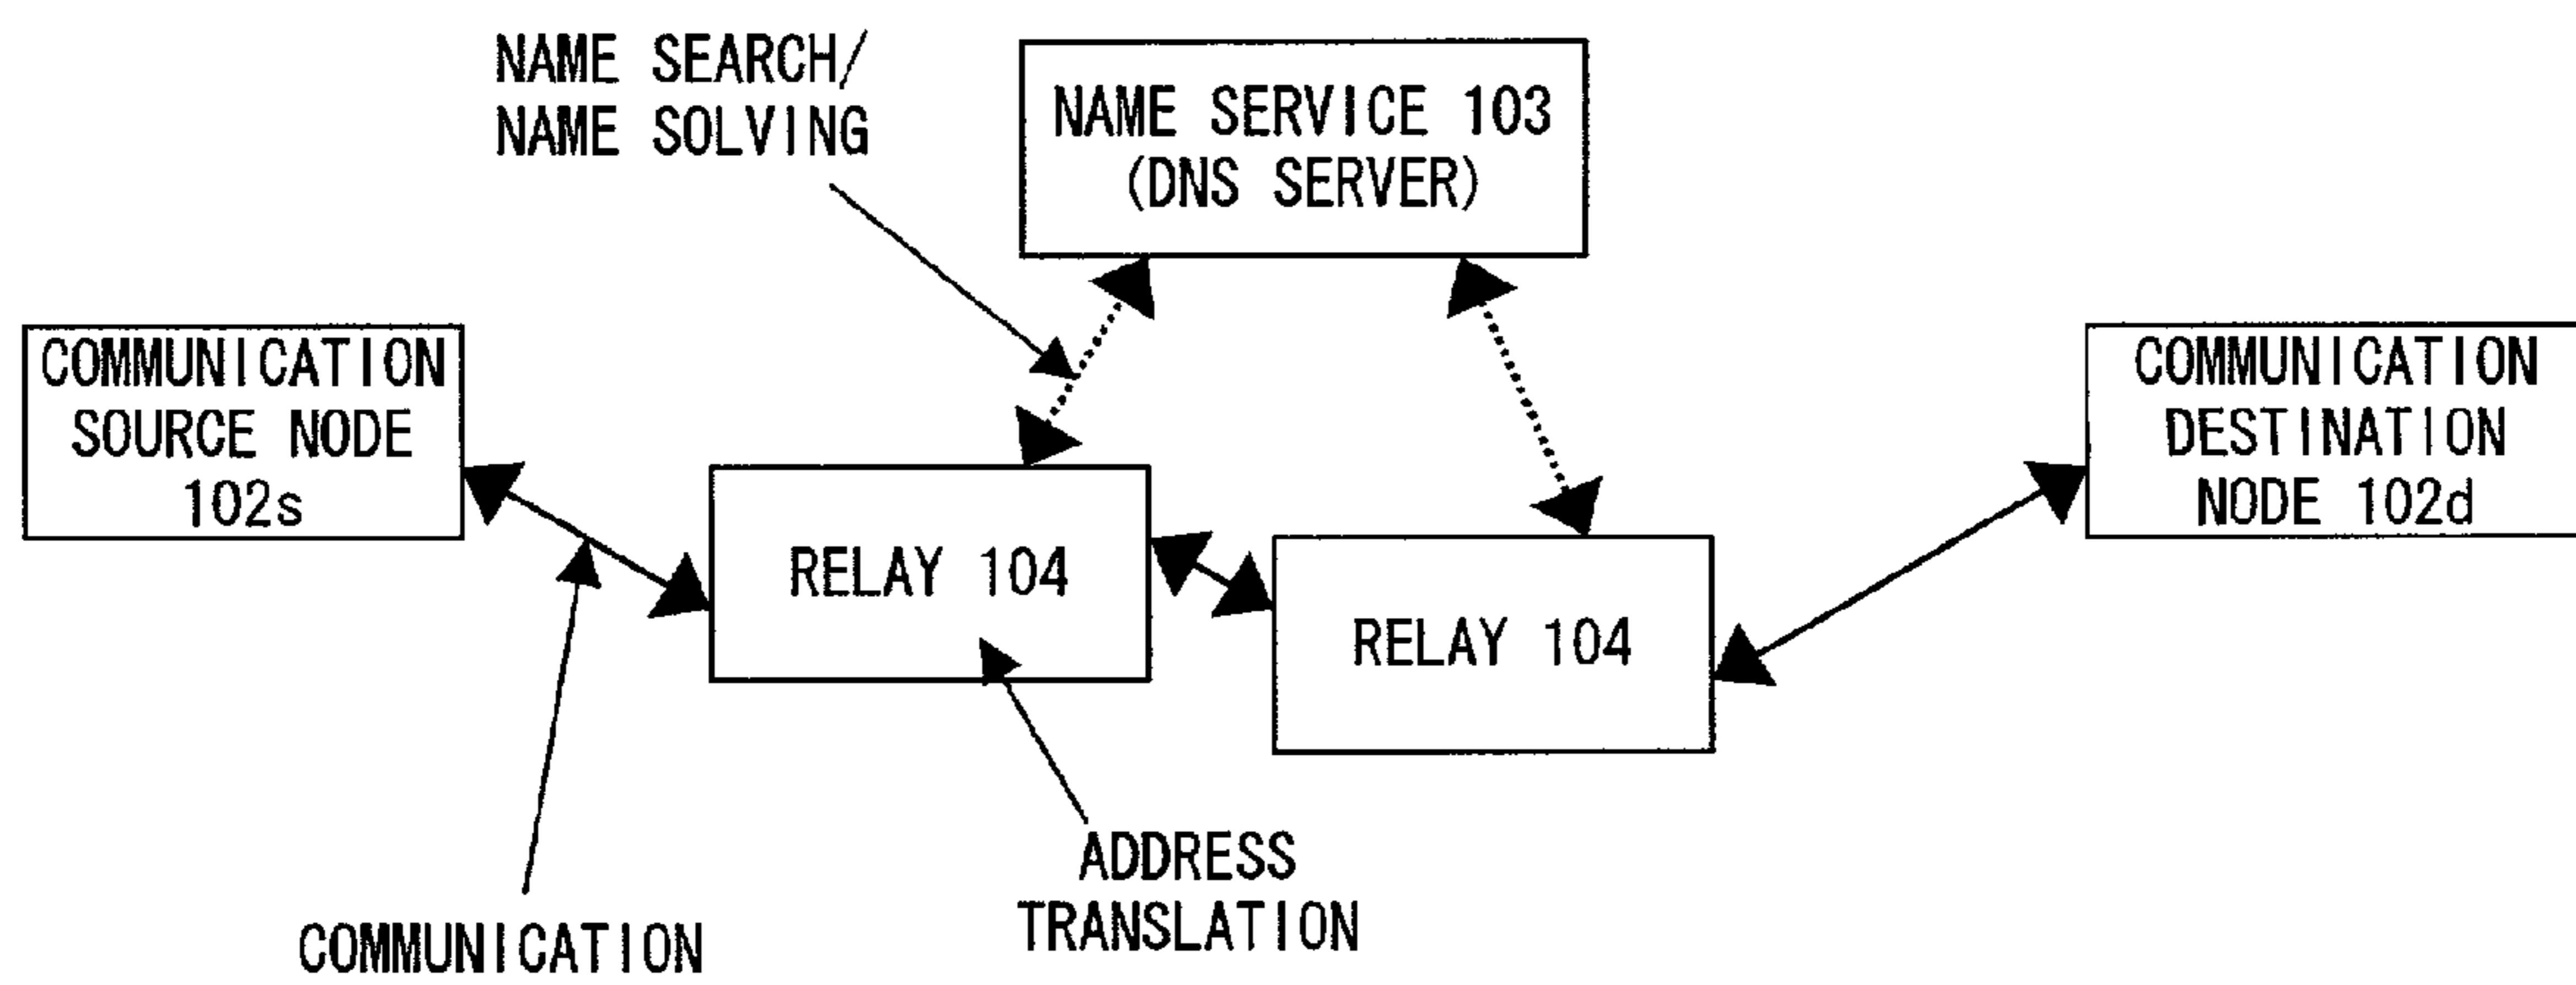 NAME SEARCH/
NAME SOLVING
NAME SERVICE 103
(DNS SERVER)
COMMUNICATION
SOURCE NODE
102s
COMMUNICATION
DESTINATION
NODE 102d
RELAY 104
RELAY 104
ADDRESS
TRANSLATION
COMMUNICATION